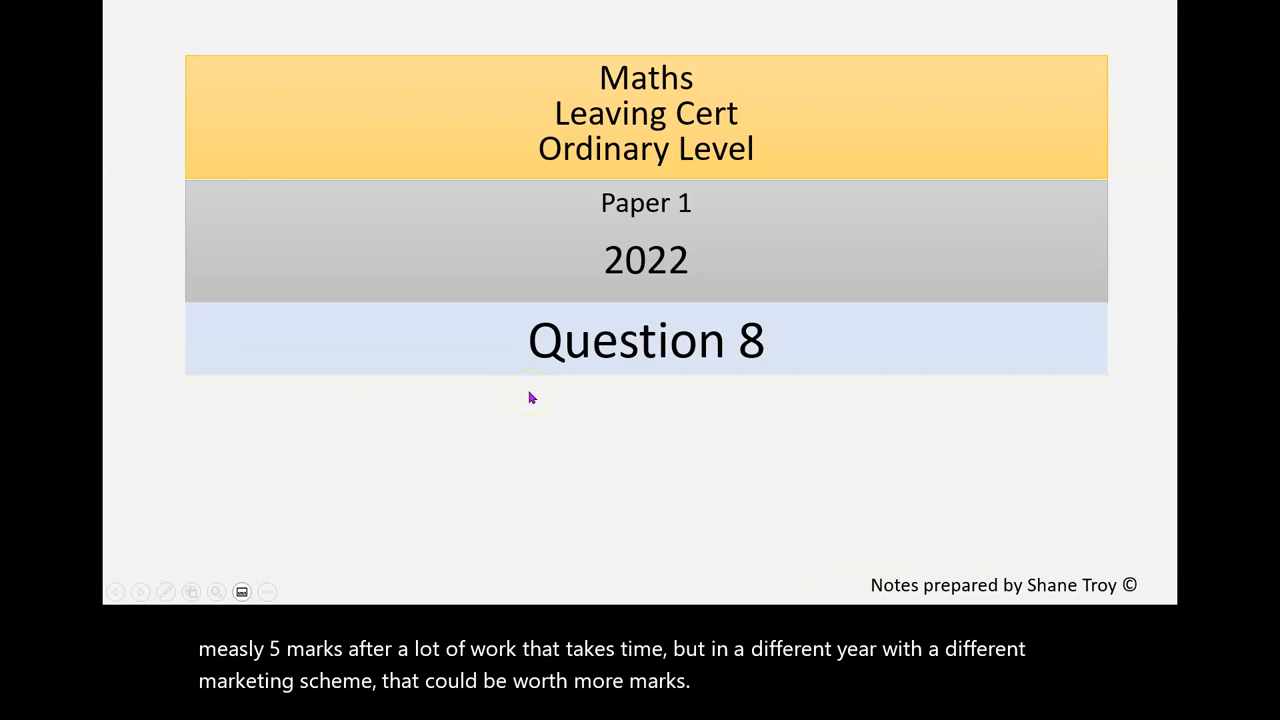 Maths
Leaving Cert
Ordinary Level
Paper 1
2022
Question 8
Notes prepared by Shane Troy ©
measly 5 marks after a lot of work that takes time, but in a different year with a different
marketing scheme, that could be worth more marks.